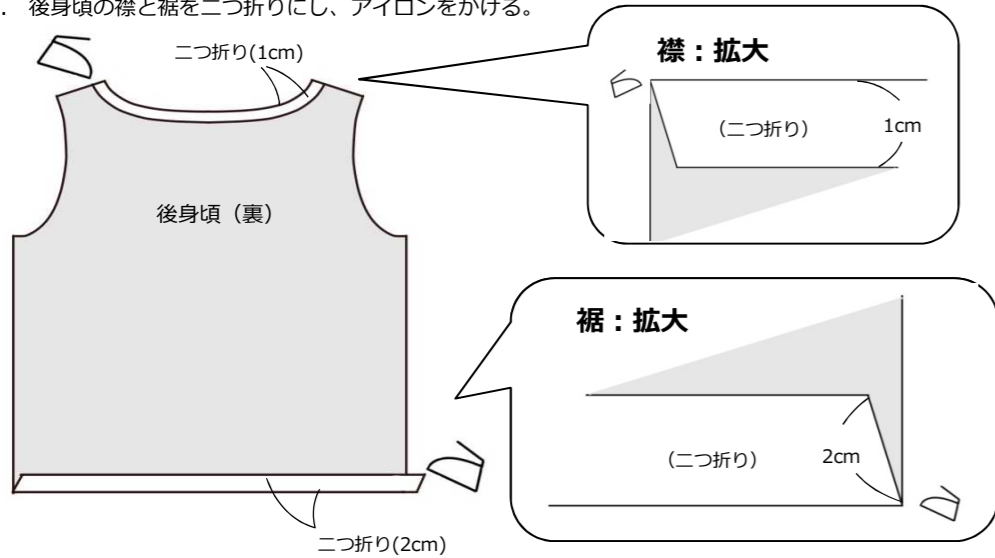 . 後身頃の襟と裾を二つ折りにし、アイロンをかける。
二つ折り(1cm)
襟：拡大
（二つ折り）
1cm
後身頃（裏）
裾：拡大
（二つ折り）
2cm
二つ折り(2cm)